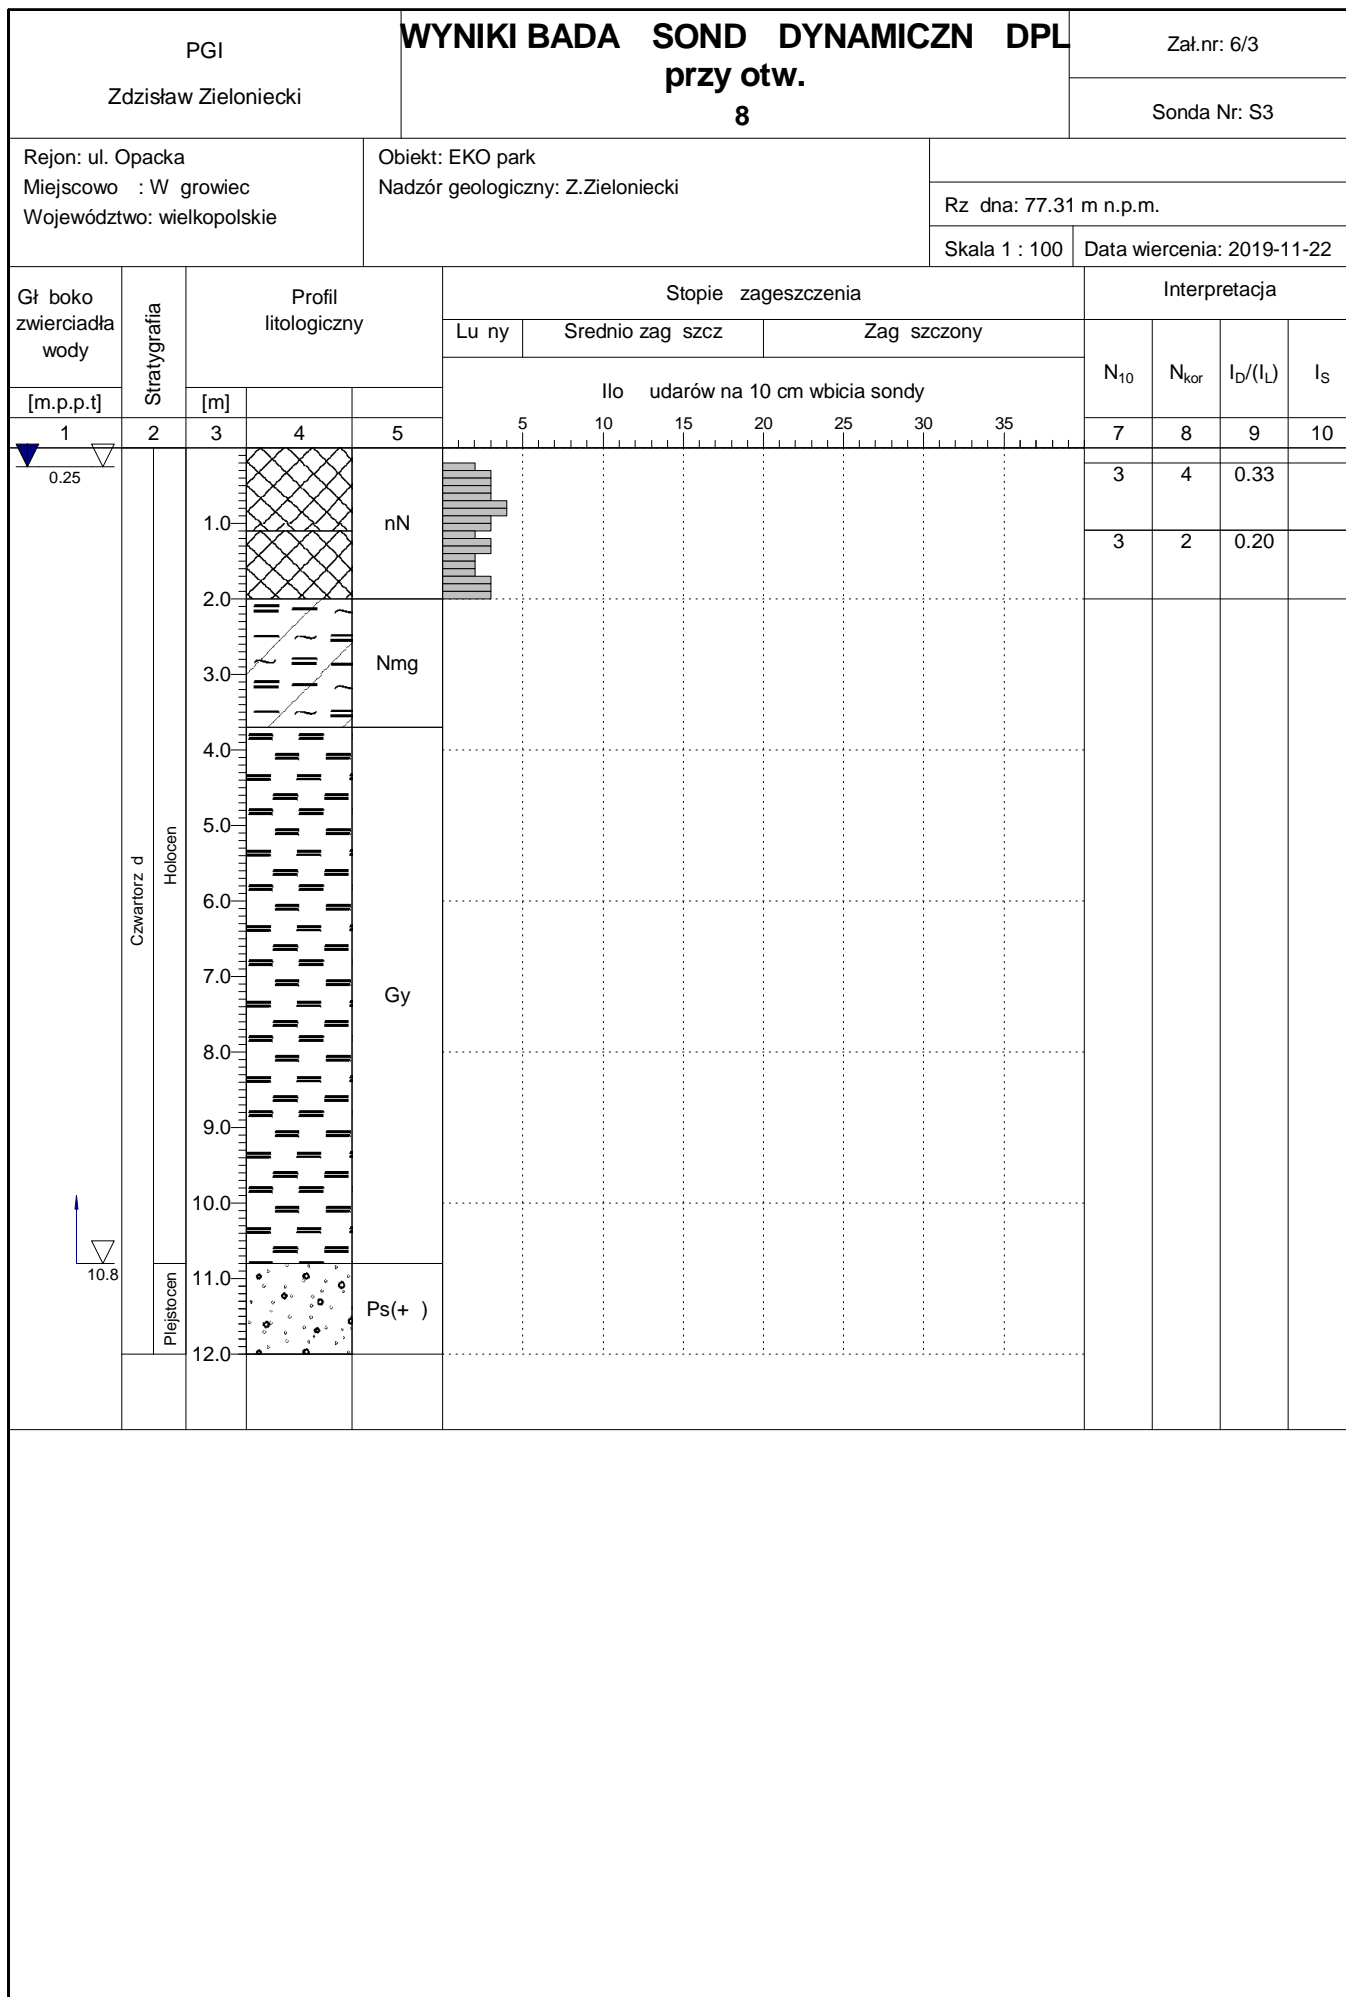 PGI
Zdzisław Zieloniecki
WYNIKI BADA SOND DYNAMICZN DPL
przy otw.
8
Zał.nr: 6/3
Sonda Nr: S3
Rejon: ul. Opacka
Miejscowo : W growiec
Województwo: wielkopolskie
Obiekt: EKO park
Nadzór geologiczny: Z.Zieloniecki
Rz dna: 77.31 m n.p.m.
Skala 1 : 100
Data wiercenia: 2019-11-22
Gł boko
zwierciadła
wody
[m.p.p.t]
Stratygrafia
Profil
litologiczny
[m]
Stopie zageszczenia
Lu ny
Srednio zag szcz
Zag szczony
Ilo udarów na 10 cm wbicia sondy
5 10 15 20 25 30 35
Interpretacja
N10
Nkor
ID/(IL)
IS
1 2 3 4 5 7 8 9 10
0.25
3 4 0.33
1.0
nN
3 2 0.20
2.0
3.0
Nmg
4.0
5.0
Czwartorz d
Holocen
6.0
7.0
Gy
8.0
9.0
10.0
10.8
11.0
Plejstocen
Ps(+ )
12.0